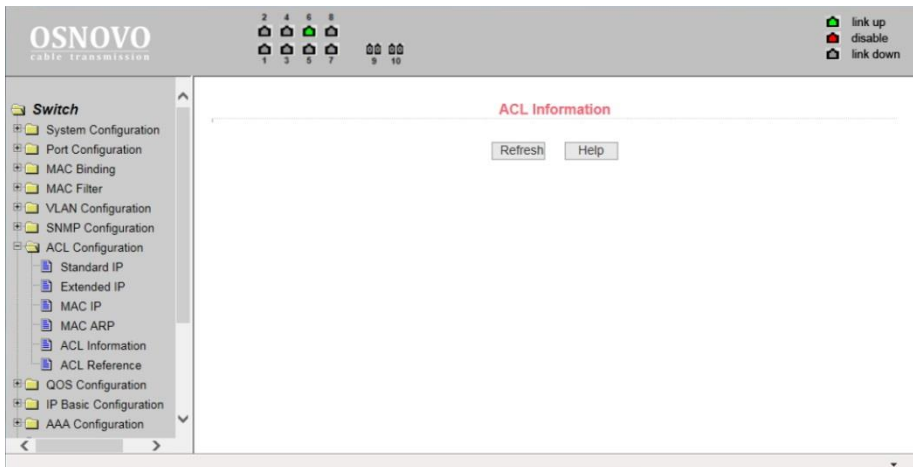 OSNOVO
cable transmission
2 4 6 8
1 3 5 7 9 10
link up
disable
link down
Switch
System Configuration
Port Configuration
MAC Binding
MAC Filter
VLAN Configuration
SNMP Configuration
ACL Configuration
Standard IP
Extended IP
MAC IP
MAC ARP
ACL Information
ACL Reference
QOS Configuration
IP Basic Configuration
AAA Configuration
ACL Information
Refresh Help